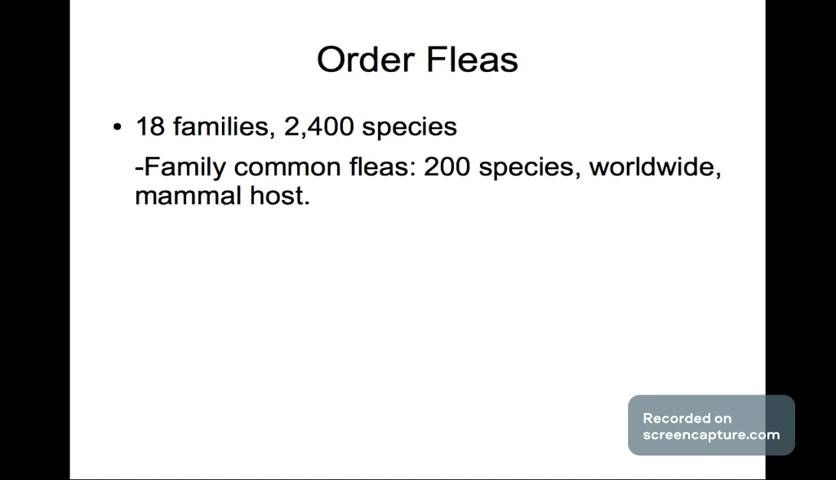 Order Fleas
• 18 families, 2,400 species
-Family common fleas: 200 species, worldwide,
mammal host.
Recorded on
screencapture.com